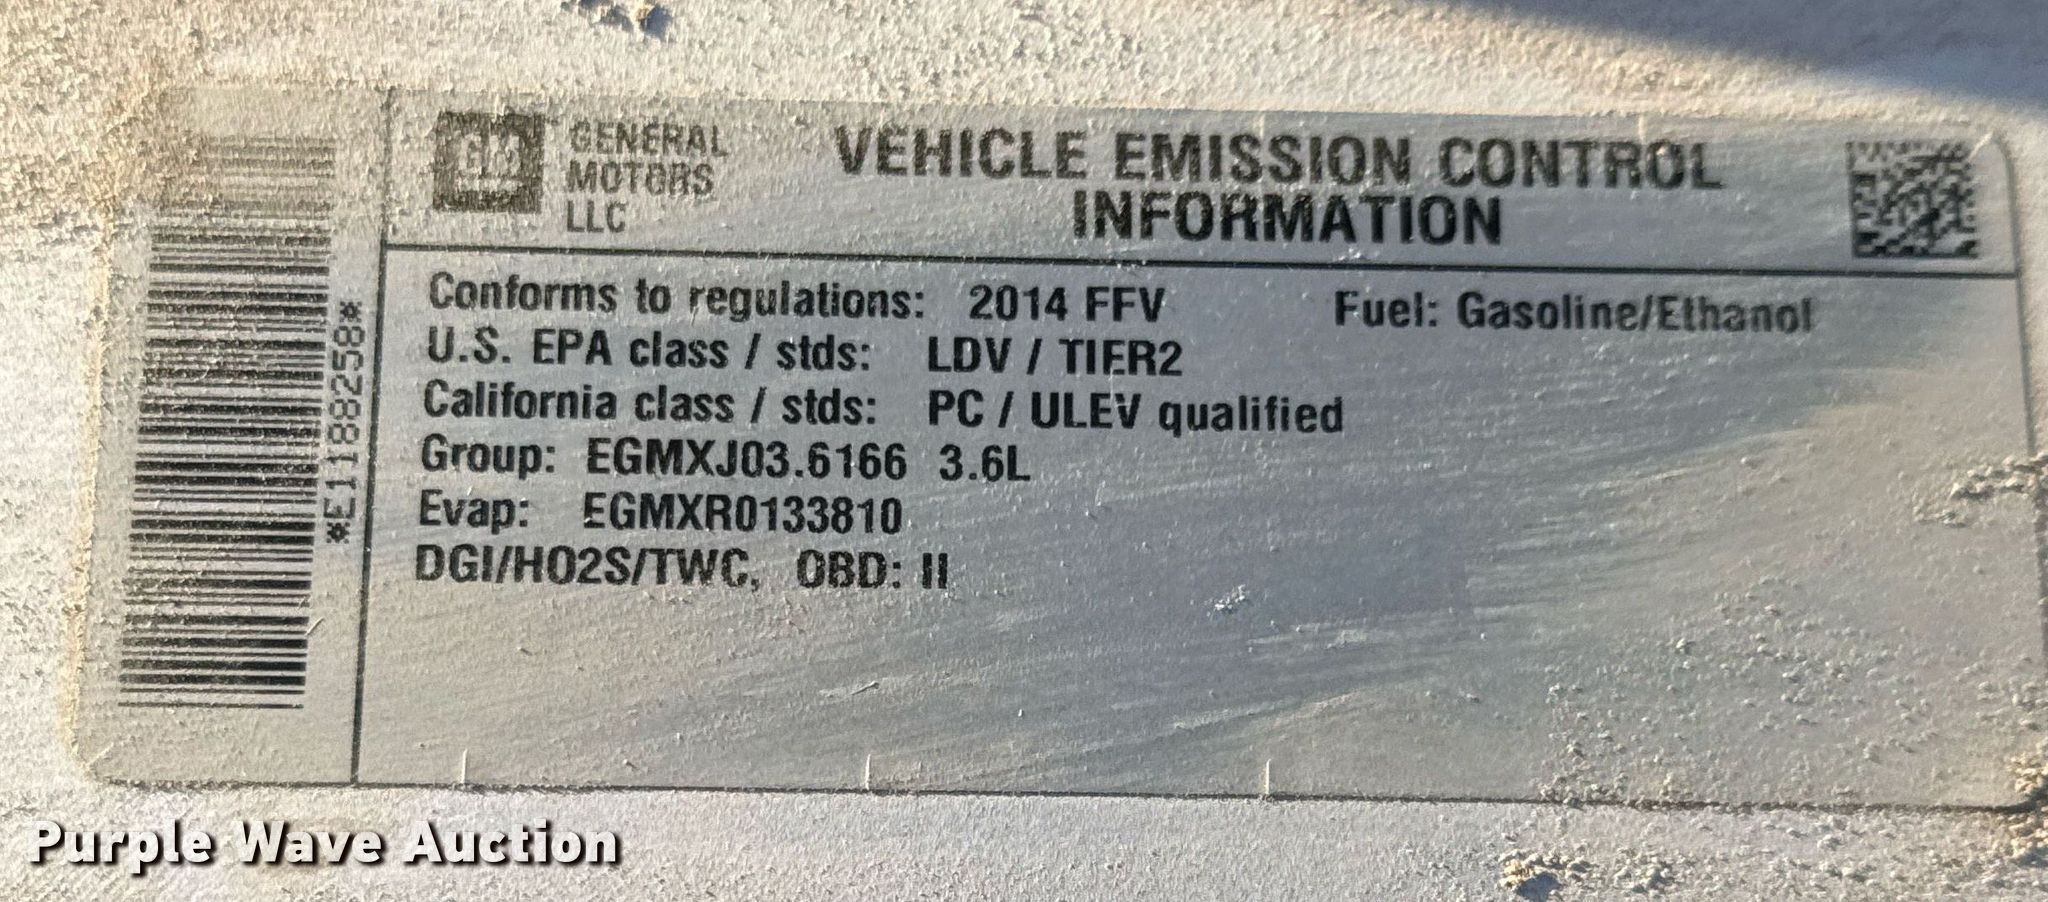 GM
GENERAL
MOTORS
LLC
VEHICLE EMISSION CONTROL
INFORMATION
Conforms to regulations: 2014 FFV Fuel: Gasoline/Ethanol
U.S. EPA class / stds: LDV / TIER2
California class / stds: PC / ULEV qualified
Group: EGMXJ03.6166 3.6L
Evap: EGMXR0133810
DGI/HO2S/TWC, OBD: II
*E1188258*
Purple Wave Auction